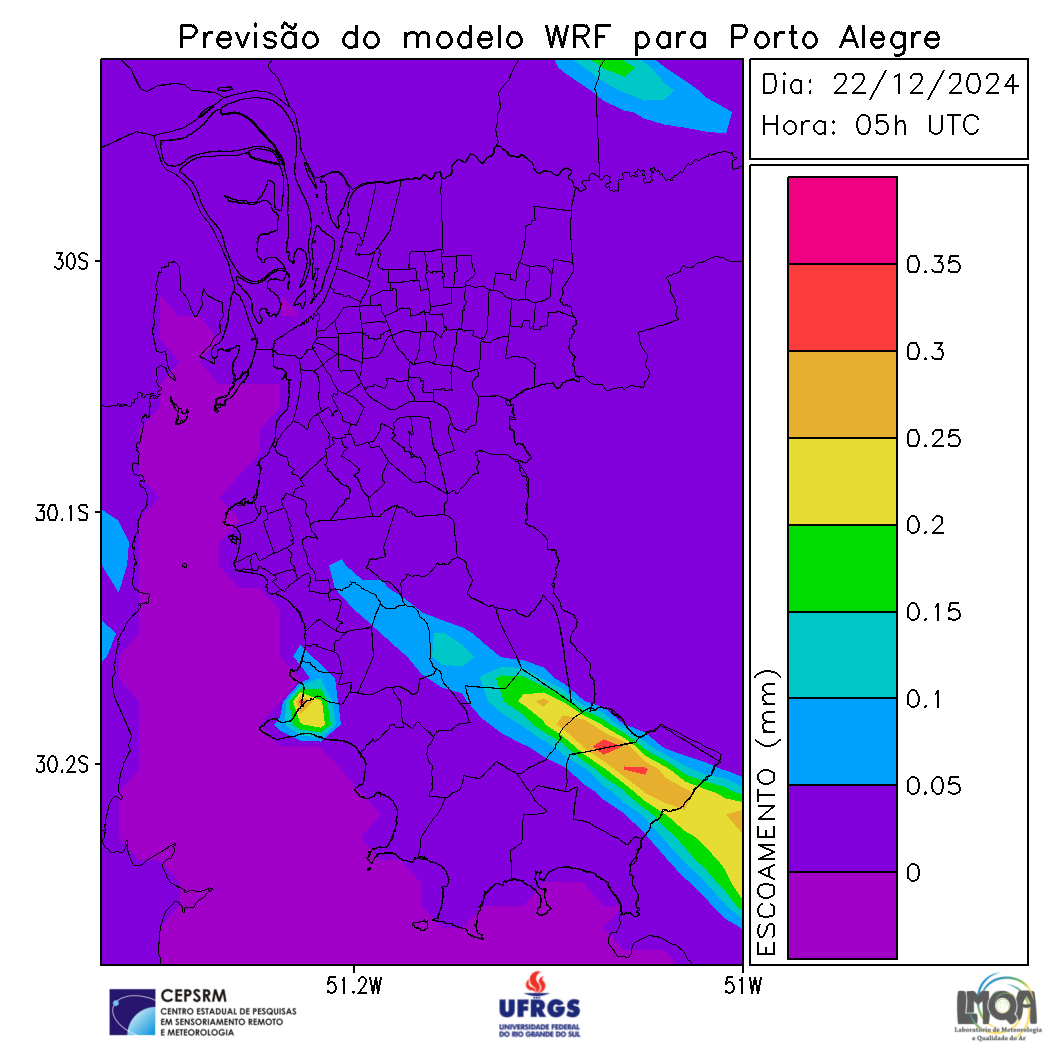 Previsão do modelo WRF para Porto Alegre
Dia: 22/12/2024
Hora: 05h UTC
30S
30.1S
30.2S
51.2W
51W
0.35
0.3
0.25
0.2
0.15
0.1
0.05
0
ESCOAMENTO (mm)
CEPSRM
CENTRO ESTADUAL DE PESQUISAS
EM SENSORIAMENTO REMOTO
E METEOROLOGIA
UFRGS
UNIVERSIDADE FEDERAL
DO RIO GRANDE DO SUL
LMQA
Laboratório de Meteorologia
e Qualidade do Ar